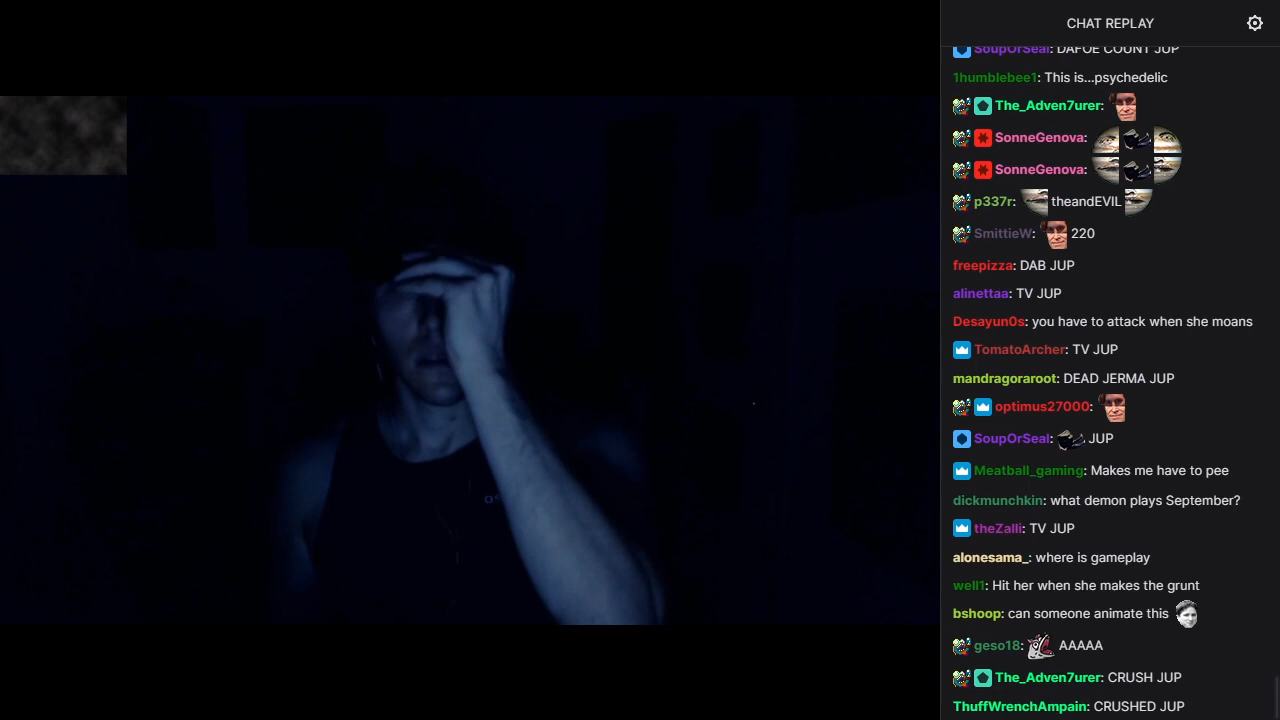 CHAT REPLAY
SoupOrSeal: DAFOE COUNT JUP
1humblebee1: This is...psychedelic
The_Adven7urer:
SonneGenova:
SonneGenova:
p337r: theandEVIL
SmittieW: 220
freepizza: DAB JUP
alinettaa: TV JUP
Desayun0s: you have to attack when she moans
TomatoArcher: TV JUP
mandragoraroot: DEAD JERMA JUP
optimus27000:
SoupOrSeal: JUP
Meatball_gaming: Makes me have to pee
dickmunchkin: what demon plays September?
theZalli: TV JUP
alonesama_: where is gameplay
well1: Hit her when she makes the grunt
bshoop: can someone animate this
geso18: AAAAA
The_Adven7urer: CRUSH JUP
ThuffWrenchAmpain: CRUSHED JUP